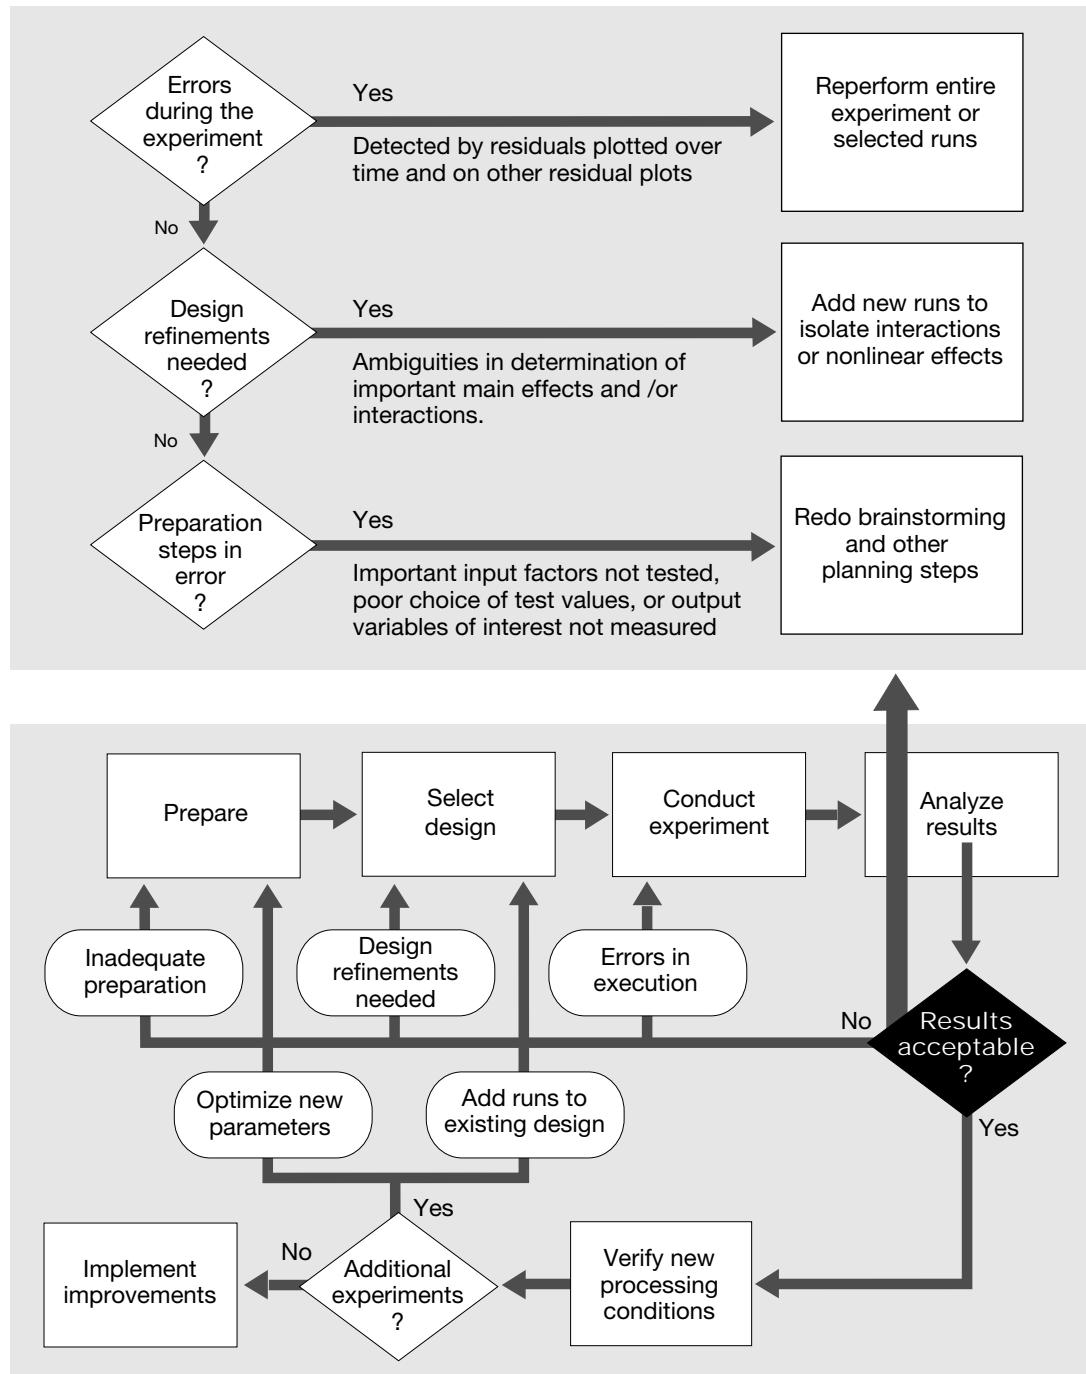 Errors
during the
experiment
?
Yes
Detected by residuals plotted over
time and on other residual plots
Reperform entire
experiment or
selected runs
No
Design
refinements
needed
?
Yes
Ambiguities in determination of
important main effects and /or
interactions.
Add new runs to
isolate interactions
or nonlinear effects
No
Preparation
steps in
error
?
Yes
Important input factors not tested,
poor choice of test values, or output
variables of interest not measured
Redo brainstorming
and other
planning steps
Prepare
Select
design
Conduct
experiment
Analyze
results
Inadequate
preparation
Design
refinements
needed
Errors in
execution
No
Results
acceptable
?
Optimize new
parameters
Add runs to
existing design
Yes
Yes
No
Implement
improvements
Additional
experiments
?
Verify new
processing
conditions